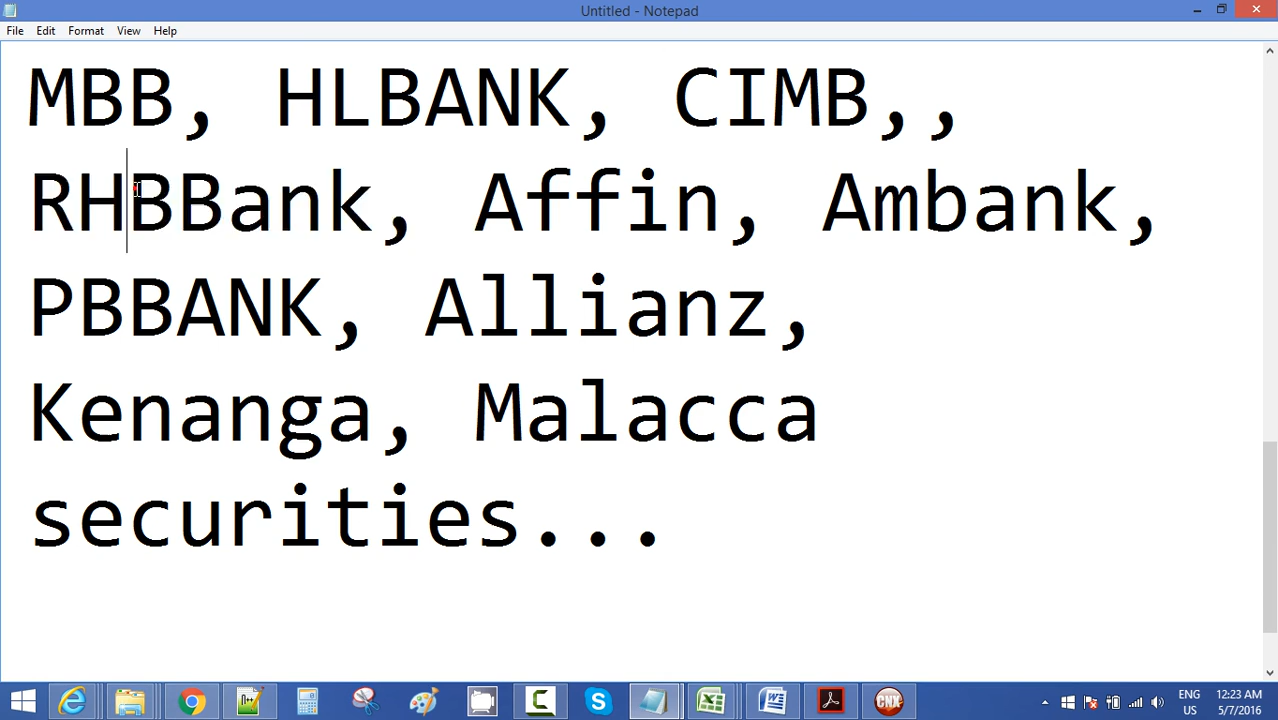 Untitled - Notepad
File Edit Format View Help
MBB, HLBANK, CIMB,,
RHBBank, Affin, Ambank,
PBBANK, Allianz,
Kenanga, Malacca
securities...
ENG 12:23 AM
US 5/7/2016